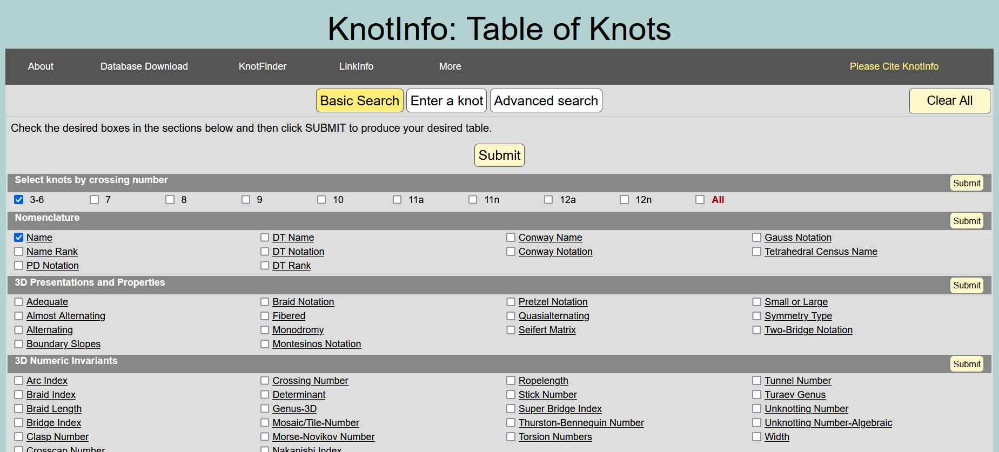 KnotInfo: Table of Knots
About Database Download KnotFinder LinkInfo More Please Cite KnotInfo
Basic Search Enter a knot Advanced search Clear All
Check the desired boxes in the sections below and then click SUBMIT to produce your desired table.
Submit
Select knots by crossing number Submit
3-6 7 8 9 10 11a 11n 12a 12n All
Nomenclature Submit
Name DT Name Conway Name Gauss Notation
Name Rank DT Notation Conway Notation Tetrahedral Census Name
PD Notation DT Rank
3D Presentations and Properties Submit
Adequate Braid Notation Pretzel Notation Small or Large
Almost Alternating Fibered Quasialternating Symmetry Type
Alternating Monodromy Seifert Matrix Two-Bridge Notation
Boundary Slopes Montesinos Notation
3D Numeric Invariants Submit
Arc Index Crossing Number Ropelength Tunnel Number
Braid Index Determinant Stick Number Turaev Genus
Braid Length Genus-3D Super Bridge Index Unknotting Number
Bridge Index Mosaic/Tile-Number Thurston-Bennequin Number Unknotting Number-Algebraic
Clasp Number Morse-Novikov Number Torsion Numbers Width
Crosscap Number Nakanishi Index